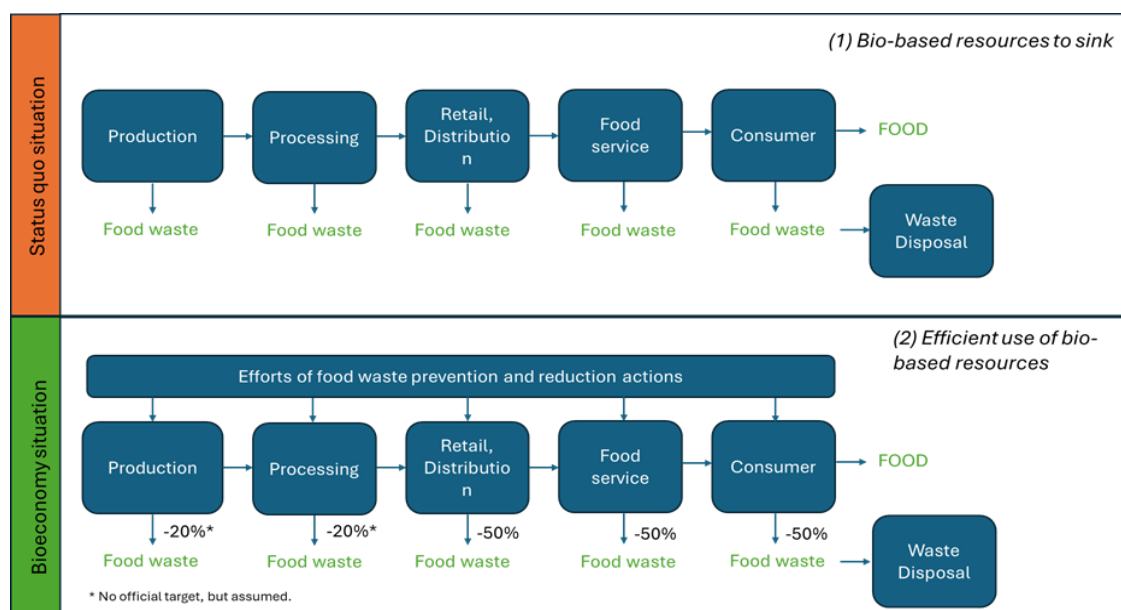 Status quo situation
(1) Bio-based resources to sink
Production
Processing
Retail,
Distributio
n
Food
service
Consumer
FOOD
Food waste
Food waste
Food waste
Food waste
Food waste
Waste
Disposal
Bioeconomy situation
(2) Efficient use of bio-
based resources
Efforts of food waste prevention and reduction actions
Production
Processing
Retail,
Distributio
n
Food
service
Consumer
FOOD
-20%*
-20%*
-50%
-50%
-50%
Food waste
Food waste
Food waste
Food waste
Food waste
Waste
Disposal
* No official target, but assumed.